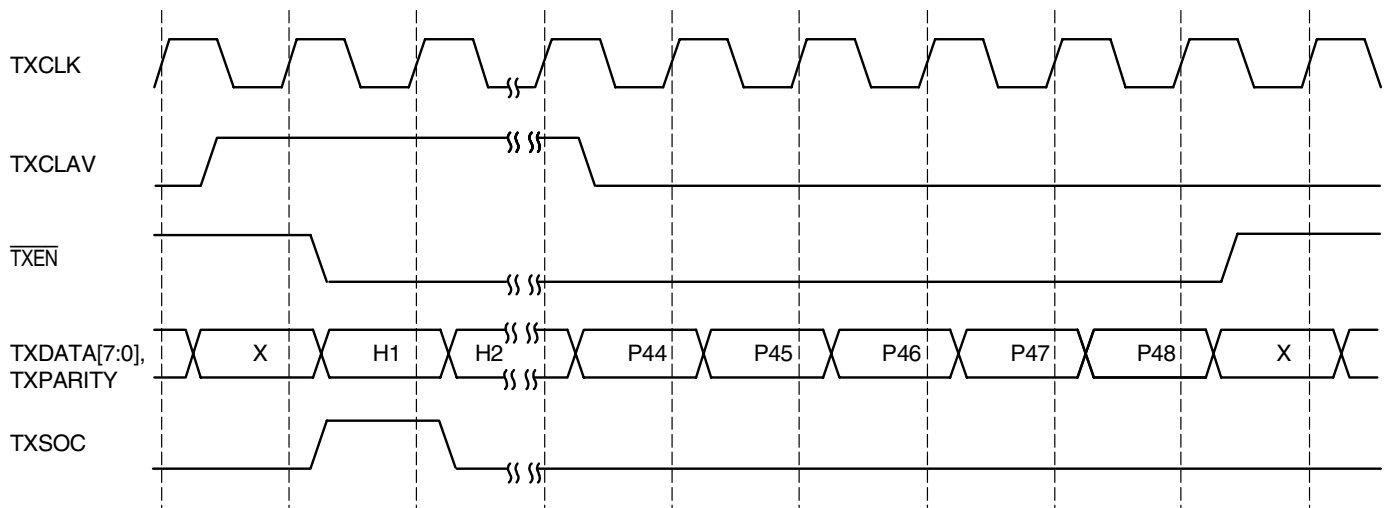 TXCLK
TXCLAV
TXEN
TXDATA[7:0],
TXPARITY
X H1 H2 P44 P45 P46 P47 P48 X
TXSOC